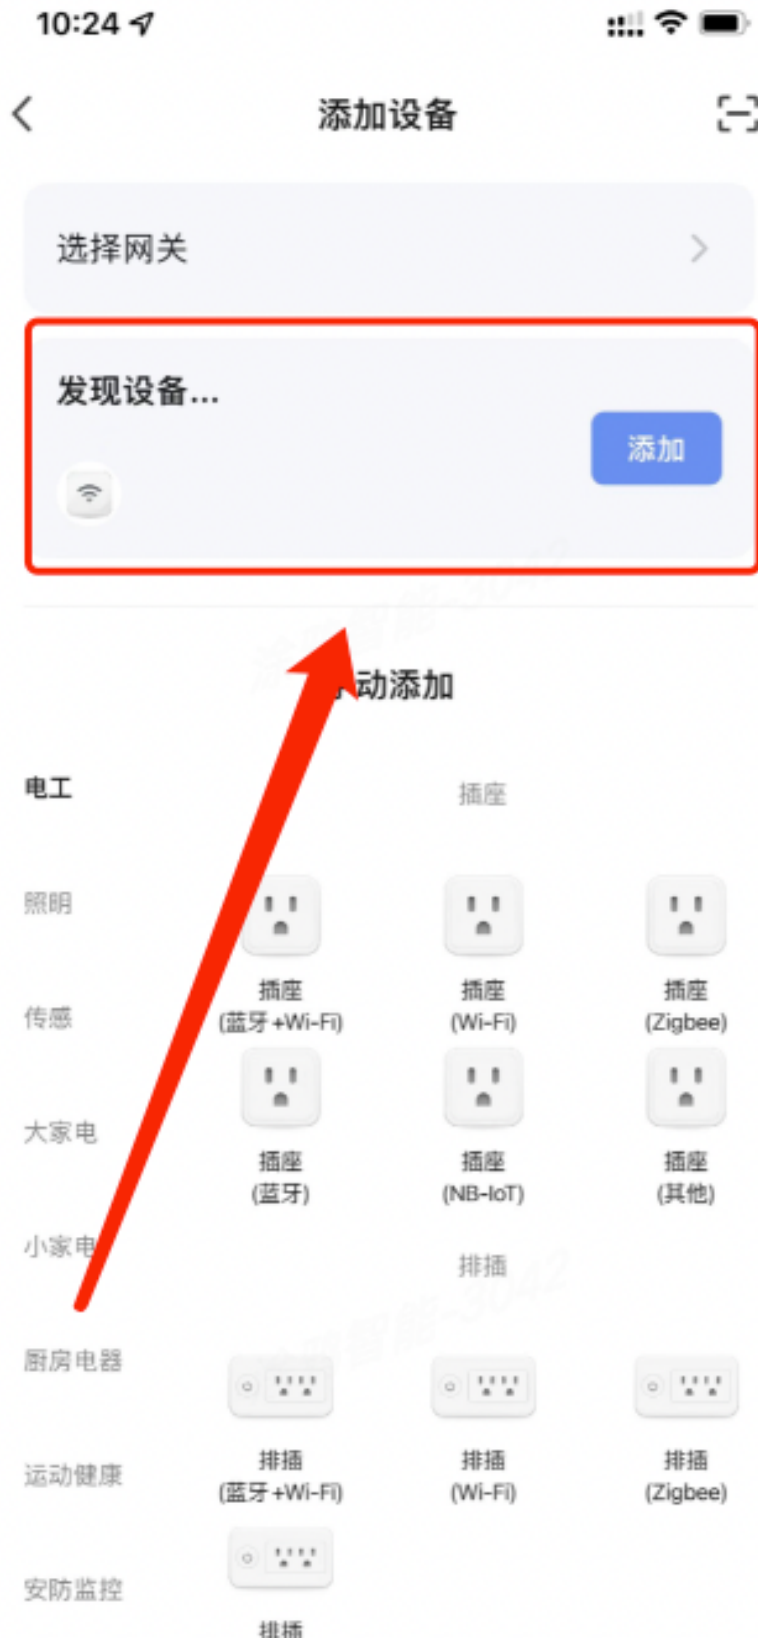 10:24
添加设备
选择网关
发现设备...
添加
动添加
电工
插座
照明
插座 插座 插座
(蓝牙+Wi-Fi) (Wi-Fi) (Zigbee)
传感
大家电
插座 插座 插座
(蓝牙) (NB-IoT) (其他)
小家电
排插
厨房电器
排插 排插 排插
(蓝牙+Wi-Fi) (Wi-Fi) (Zigbee)
运动健康
安防监控
排插